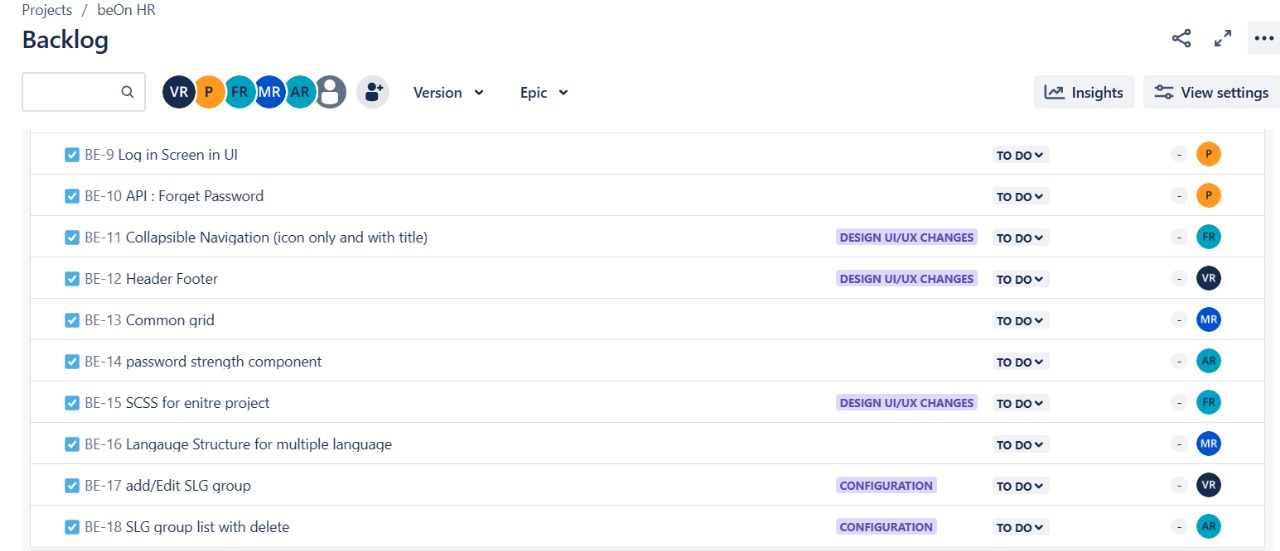 Projects / beOn HR
Backlog
VR P FR MR AR Version Epic Insights View settings
BE-9 Log in Screen in UI TO DO - P
BE-10 API : Forget Password TO DO - P
BE-11 Collapsible Navigation (icon only and with title) DESIGN UI/UX CHANGES TO DO - FR
BE-12 Header Footer DESIGN UI/UX CHANGES TO DO - VR
BE-13 Common grid TO DO - MR
BE-14 password strength component TO DO - AR
BE-15 SCSS for enitre project DESIGN UI/UX CHANGES TO DO - FR
BE-16 Langauge Structure for multiple language TO DO - MR
BE-17 add/Edit SLG group CONFIGURATION TO DO - VR
BE-18 SLG group list with delete CONFIGURATION TO DO - AR